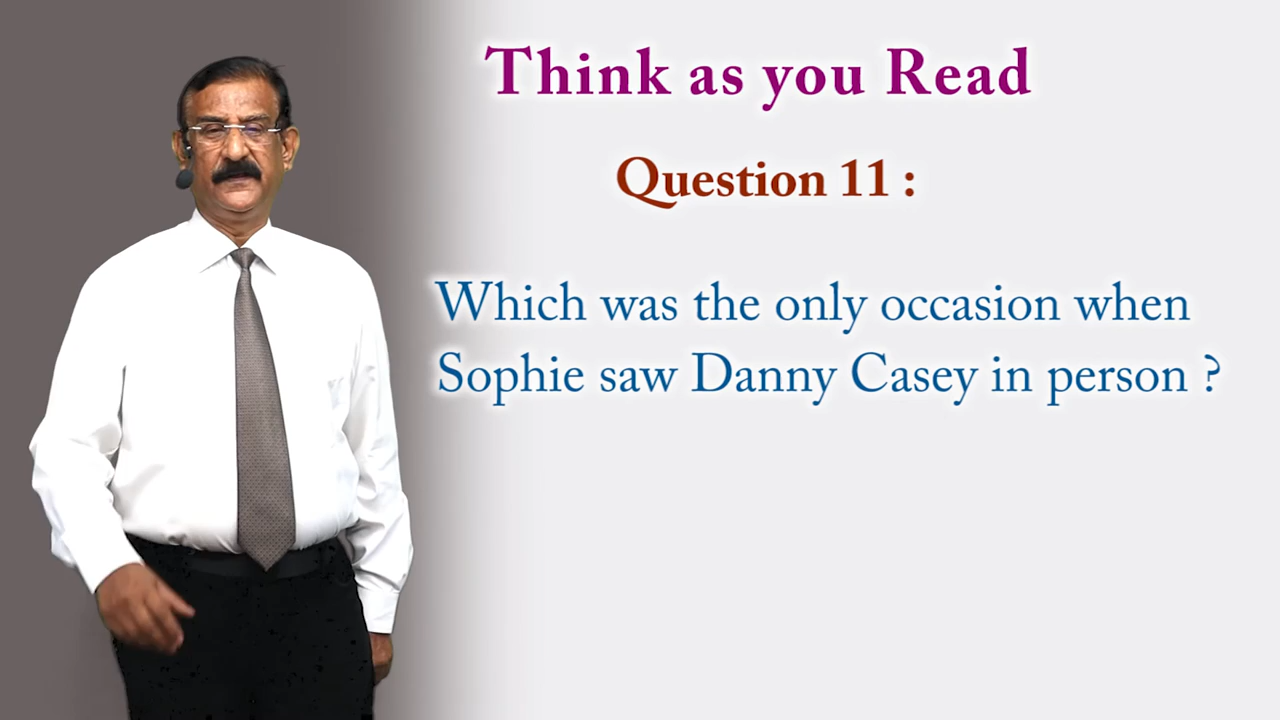 Think as you Read
Question 11 :
Which was the only occasion when
Sophie saw Danny Casey in person ?